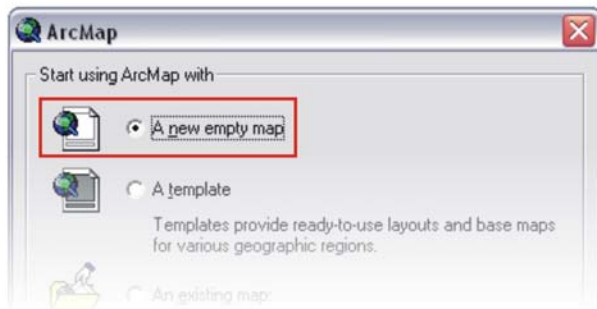 ArcMap
Start using ArcMap with
A new empty map
A template
Templates provide ready-to-use layouts and base maps
for various geographic regions.
An existing map: